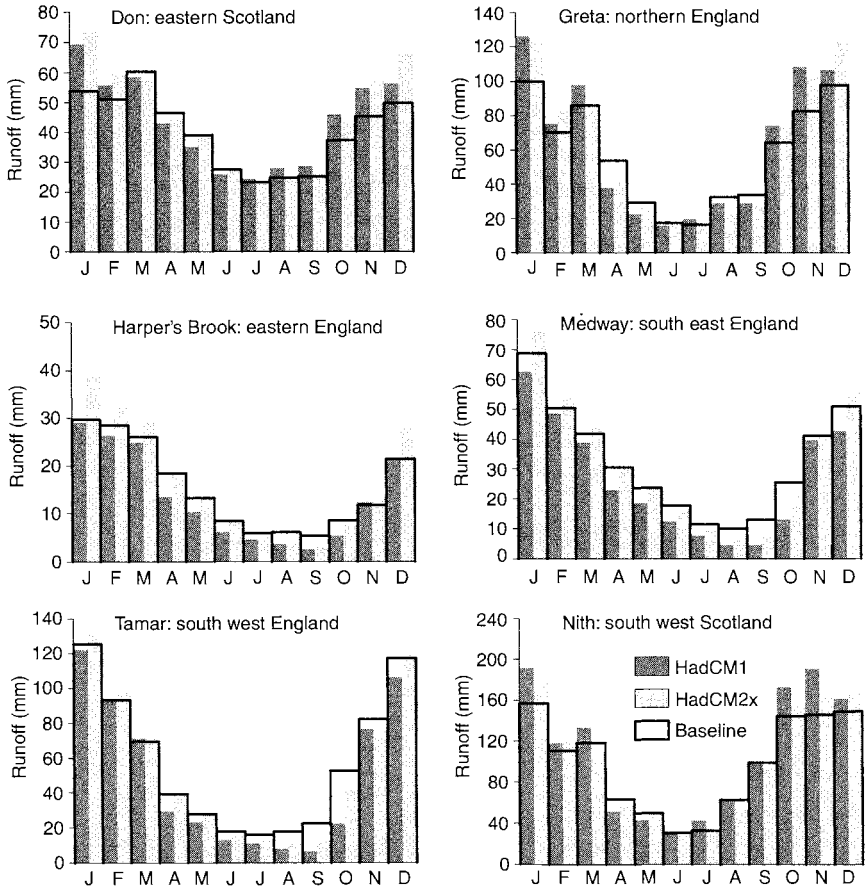 Don: eastern Scotland
Runoff (mm)
80
70
60
50
40
30
20
10
0
J F M A M J J A S O N D
Greta: northern England
Runoff (mm)
140
120
100
80
60
40
20
0
J F M A M J J A S O N D
Harper's Brook: eastern England
Runoff (mm)
50
40
30
20
10
0
J F M A M J J A S O N D
Medway: south east England
Runoff (mm)
80
70
60
50
40
30
20
10
0
J F M A M J J A S O N D
Tamar: south west England
Runoff (mm)
140
120
100
80
60
40
20
0
J F M A M J J A S O N D
Nith: south west Scotland
Runoff (mm)
240
200
160
120
80
40
0
HadCM1
HadCM2x
Baseline
J F M A M J J A S O N D